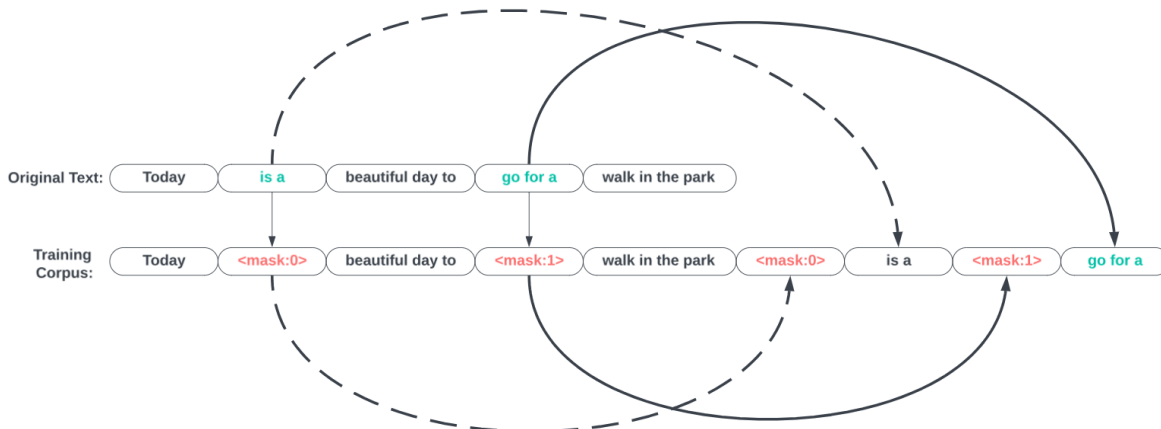 Original Text: Today is a beautiful day to go for a walk in the park
Training Corpus: Today <mask:0> beautiful day to <mask:1> walk in the park <mask:0> is a <mask:1> go for a